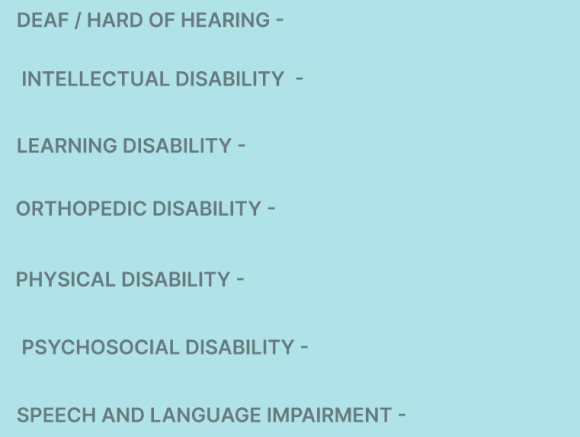 DEAF / HARD OF HEARING -
INTELLECTUAL DISABILITY -
LEARNING DISABILITY -
ORTHOPEDIC DISABILITY -
PHYSICAL DISABILITY -
PSYCHOSOCIAL DISABILITY -
SPEECH AND LANGUAGE IMPAIRMENT -